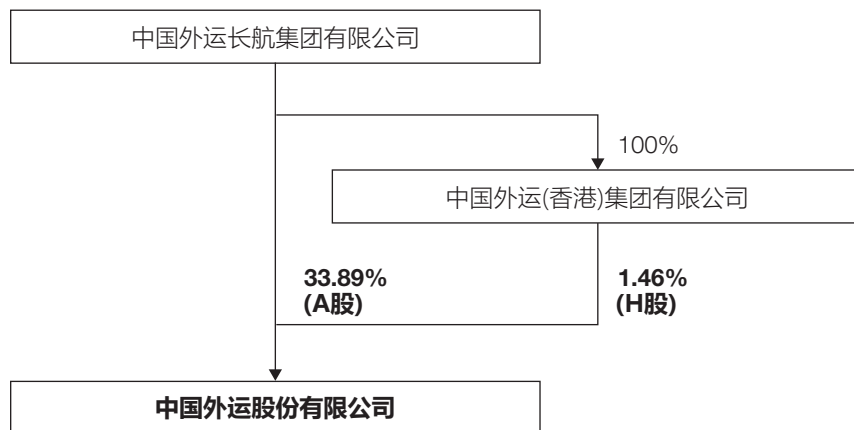 中国外运长航集团有限公司
100%
中国外运(香港)集团有限公司
33.89%
(A股)
1.46%
(H股)
中国外运股份有限公司